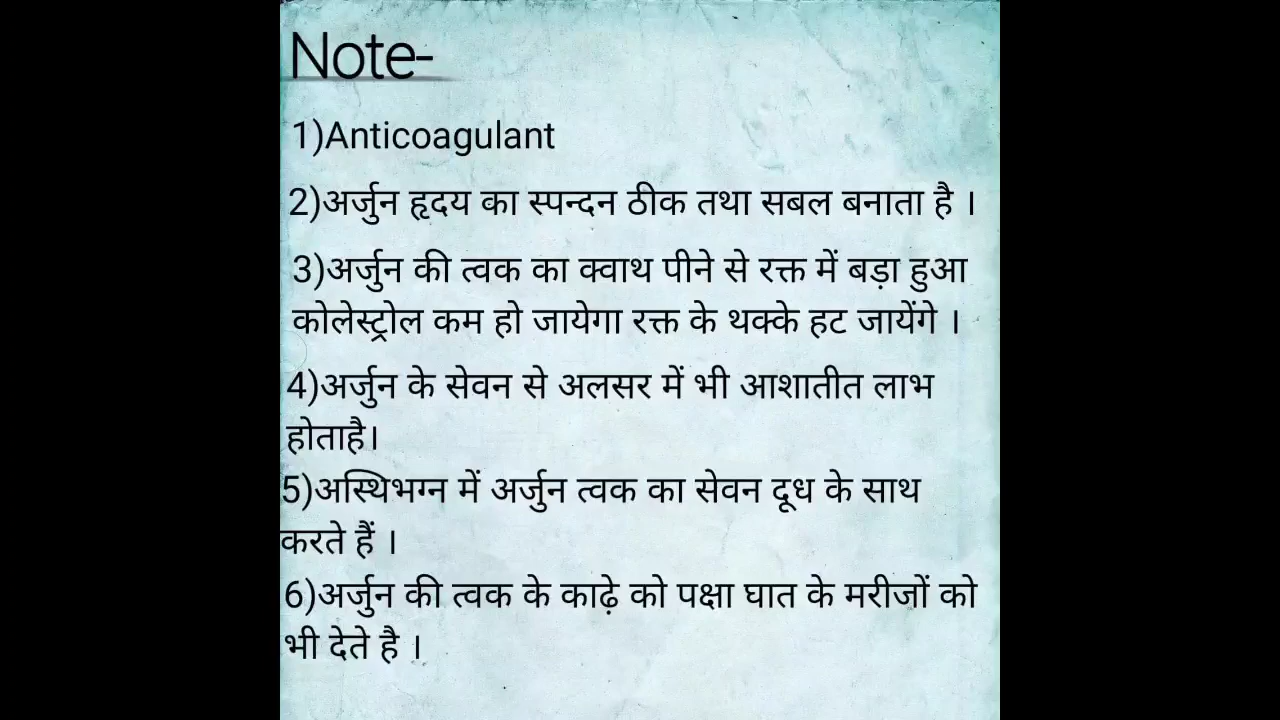 Note-
1)Anticoagulant
2)अर्जुन हृदय का स्पन्दन ठीक तथा सबल बनाता है ।
3)अर्जुन की त्वक का क्वाथ पीने से रक्त में बड़ा हुआ
कोलेस्ट्रोल कम हो जायेगा रक्त के थक्के हट जायेंगे ।
4)अर्जुन के सेवन से अलसर में भी आशातीत लाभ
होताहै।
5)अस्थिभग्न में अर्जुन त्वक का सेवन दूध के साथ
करते हैं ।
6)अर्जुन की त्वक के काढ़े को पक्षा घात के मरीजों को
भी देते है ।